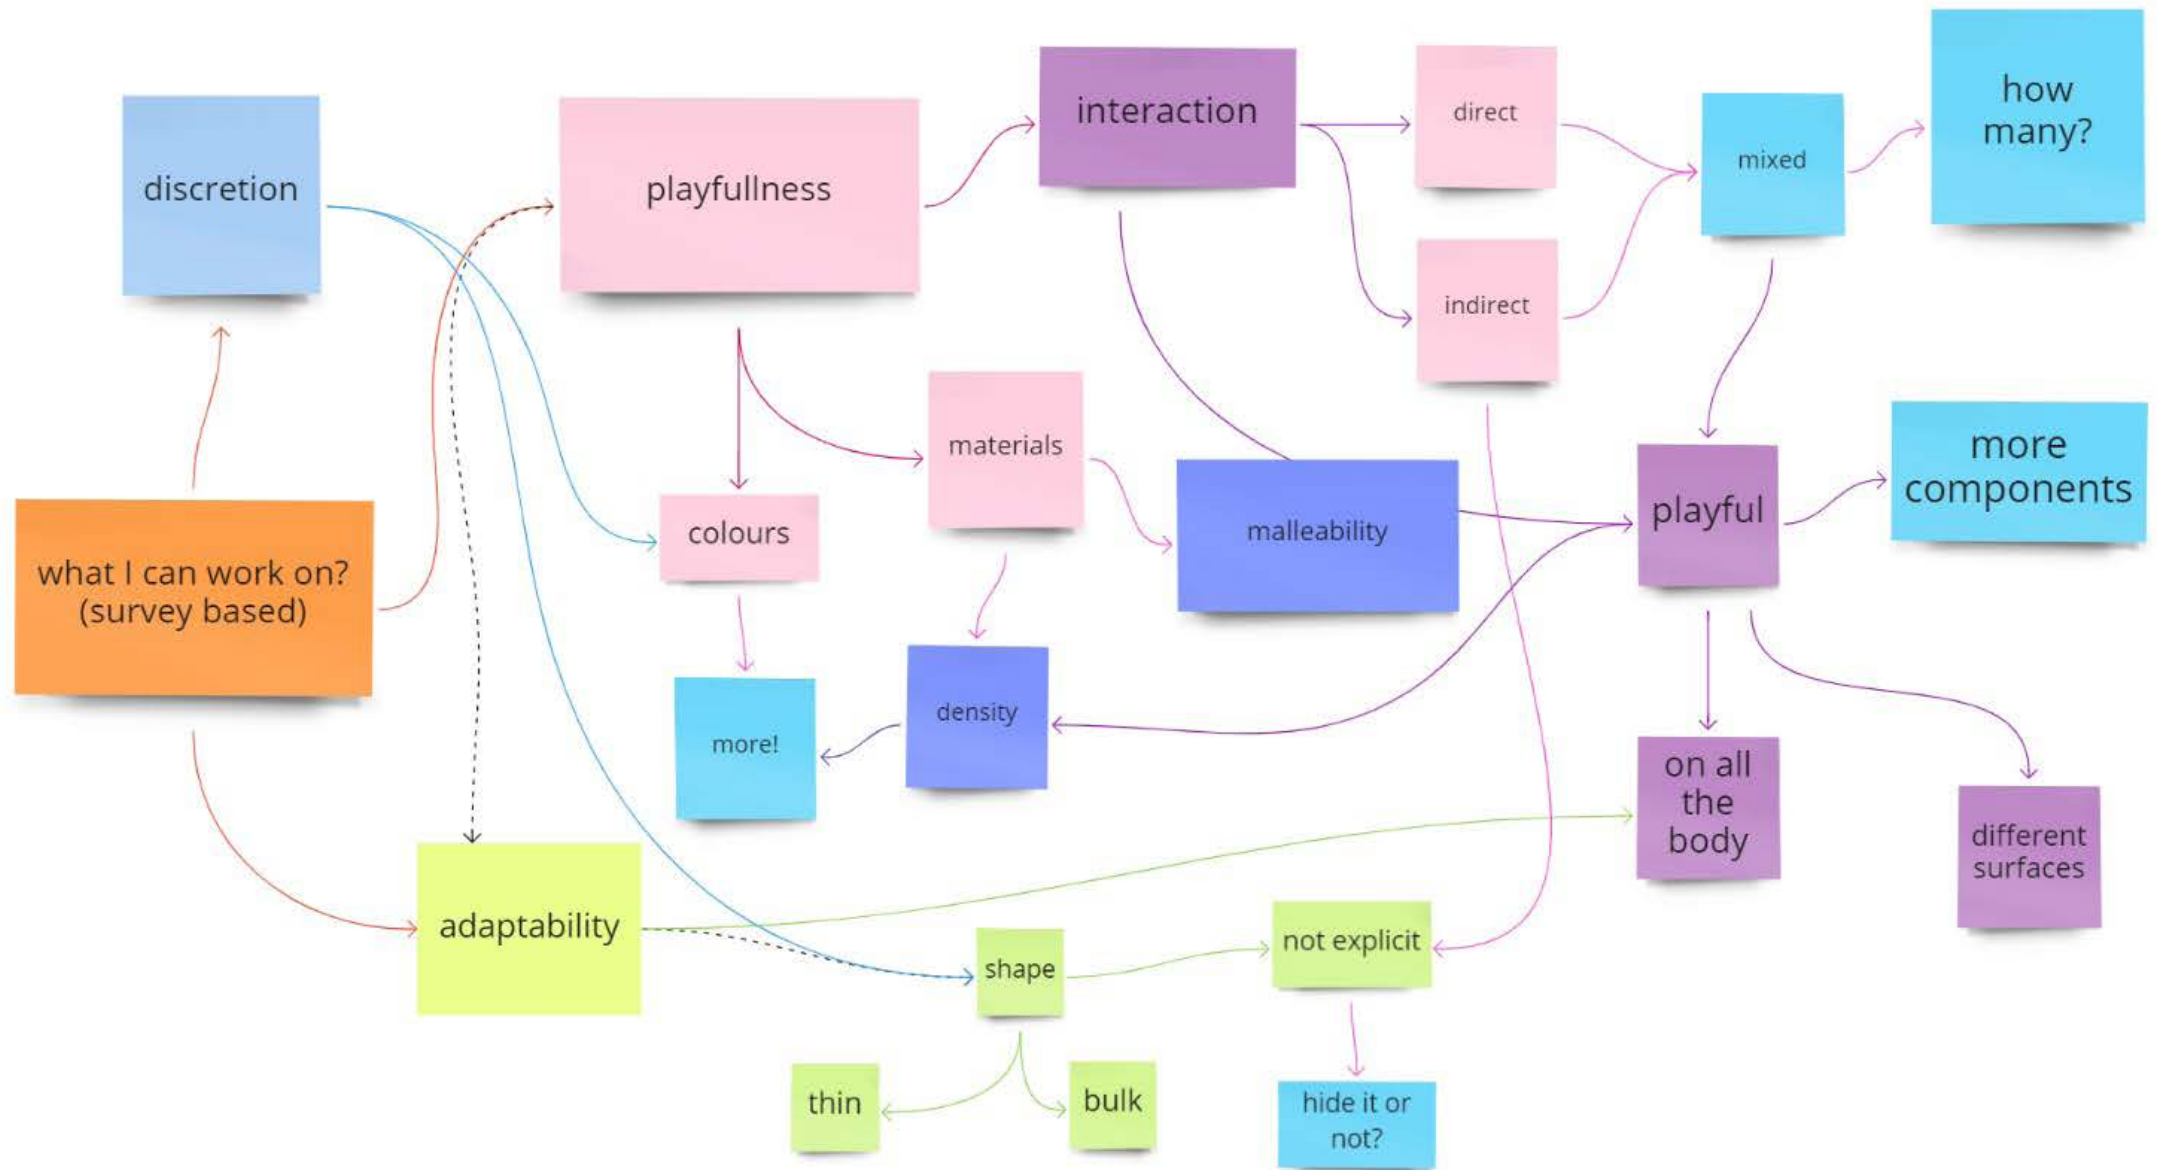 discretion
playfullness
interaction
direct
mixed
how
many?
indirect
materials
malleability
playful
more
components
colours
what I can work on?
(survey based)
more!
density
on all
the
body
different
surfaces
adaptability
shape
not explicit
thin
bulk
hide it or
not?